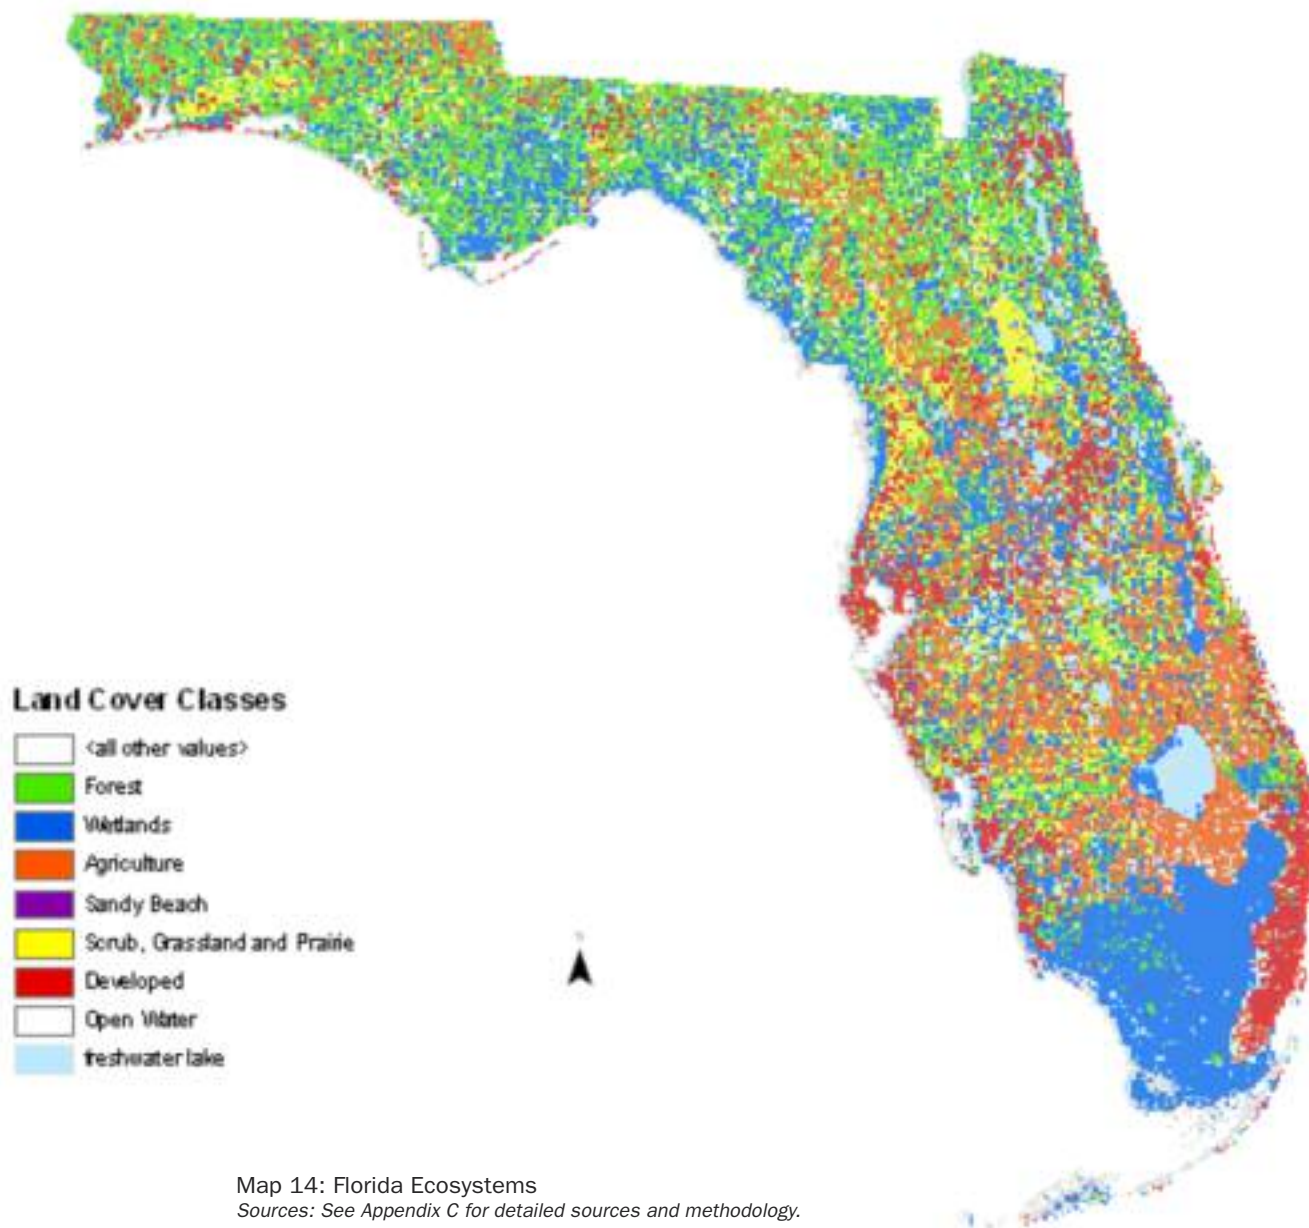 Land Cover Classes
<all other values>
Forest
Wetlands
Agriculture
Sandy Beach
Scrub, Grassland and Prairie
Developed
Open Water
freshwater lake
Map 14: Florida Ecosystems
Sources: See Appendix C for detailed sources and methodology.